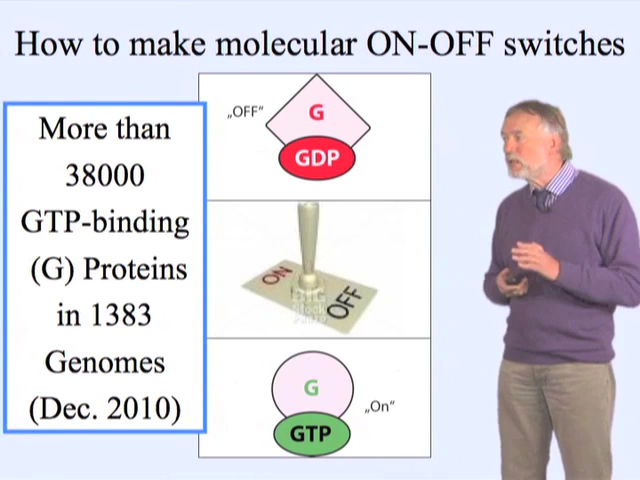 How to make molecular ON-OFF switches
More than
38000
GTP-binding
(G) Proteins
in 1383
Genomes
(Dec. 2010)
„OFF“
G
GDP
ON
OFF
G
GTP
„On“